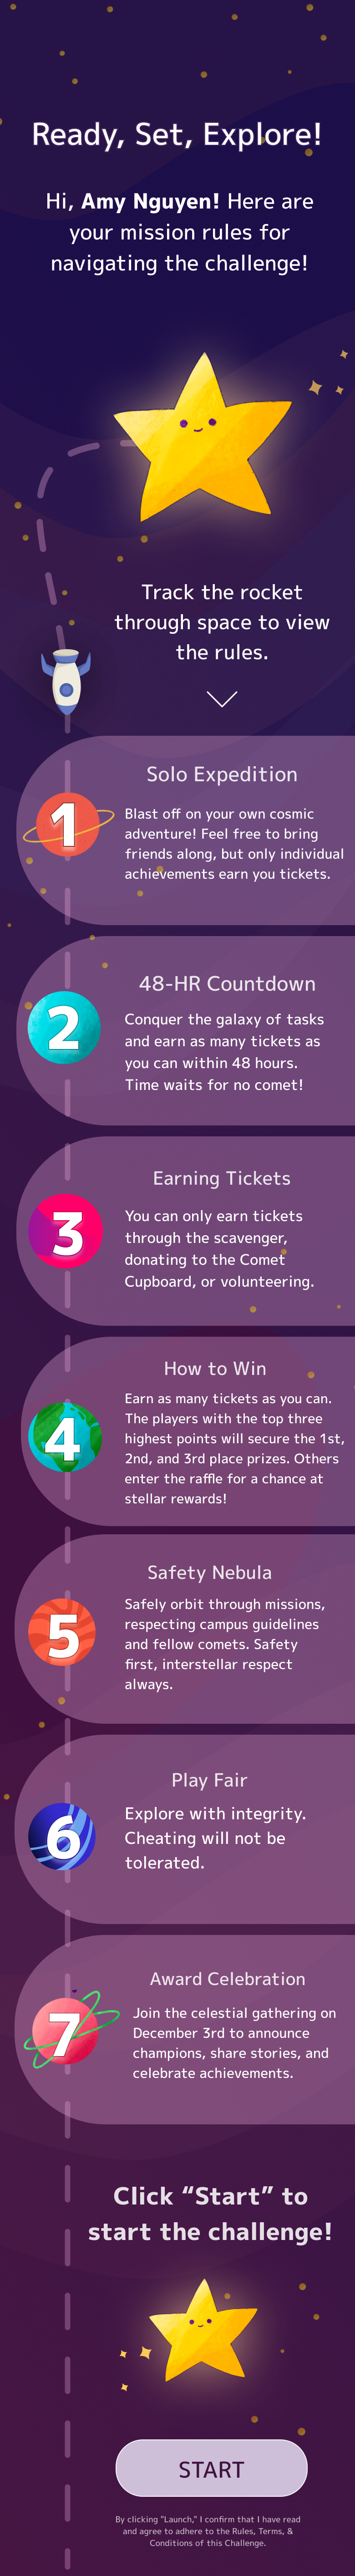 Ready, Set, Explore!
Hi, Amy Nguyen! Here are
your mission rules for
navigating the challenge!
Track the rocket
through space to view
the rules.
Solo Expedition
1
Blast off on your own cosmic
adventure! Feel free to bring
friends along, but only individual
achievements earn you tickets.
48-HR Countdown
2
Conquer the galaxy of tasks
and earn as many tickets as
you can within 48 hours.
Time waits for no comet!
Earning Tickets
3
You can only earn tickets
through the scavenger,
donating to the Comet
Cupboard, or volunteering.
How to Win
4
Earn as many tickets as you can.
The players with the top three
highest points will secure the 1st,
2nd, and 3rd place prizes. Others
enter the raffle for a chance at
stellar rewards!
Safety Nebula
5
Safely orbit through missions,
respecting campus guidelines
and fellow comets. Safety
first, interstellar respect
always.
Play Fair
6
Explore with integrity.
Cheating will not be
tolerated.
Award Celebration
7
Join the celestial gathering on
December 3rd to announce
champions, share stories, and
celebrate achievements.
Click “Start” to
start the challenge!
START
By clicking "Launch," I confirm that I have read
and agree to adhere to the Rules, Terms, &
Conditions of this Challenge.